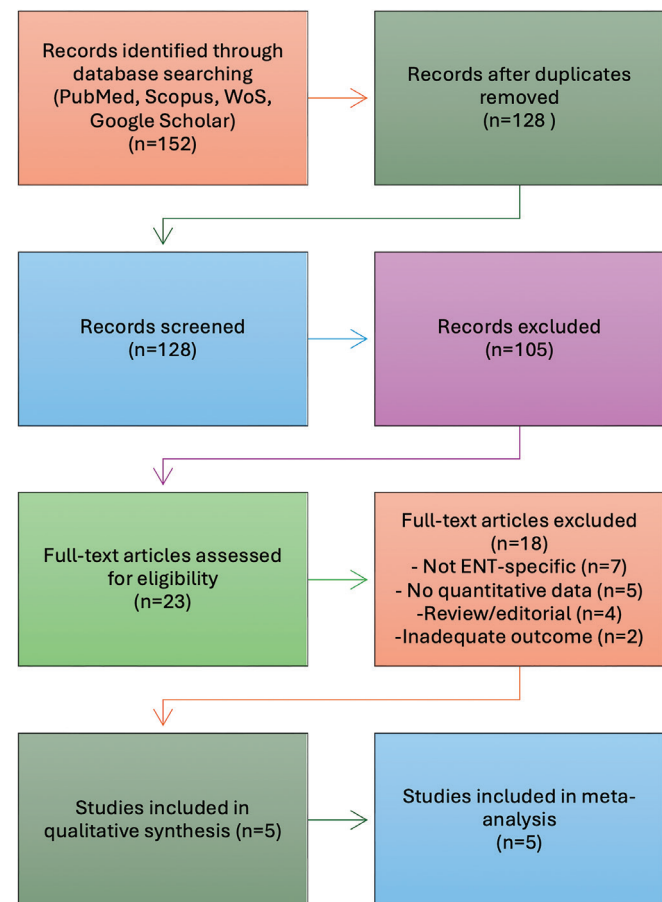 Records identified through
database searching
(PubMed, Scopus, WoS,
Google Scholar)
(n=152)
Records after duplicates
removed
(n=128 )
Records screened
(n=128)
Records excluded
(n=105)
Full-text articles assessed
for eligibility
(n=23)
Full-text articles excluded
(n=18)
- Not ENT-specific (n=7)
- No quantitative data (n=5)
-Review/editorial (n=4)
-Inadequate outcome (n=2)
Studies included in
qualitative synthesis (n=5)
Studies included in meta-
analysis
(n=5)